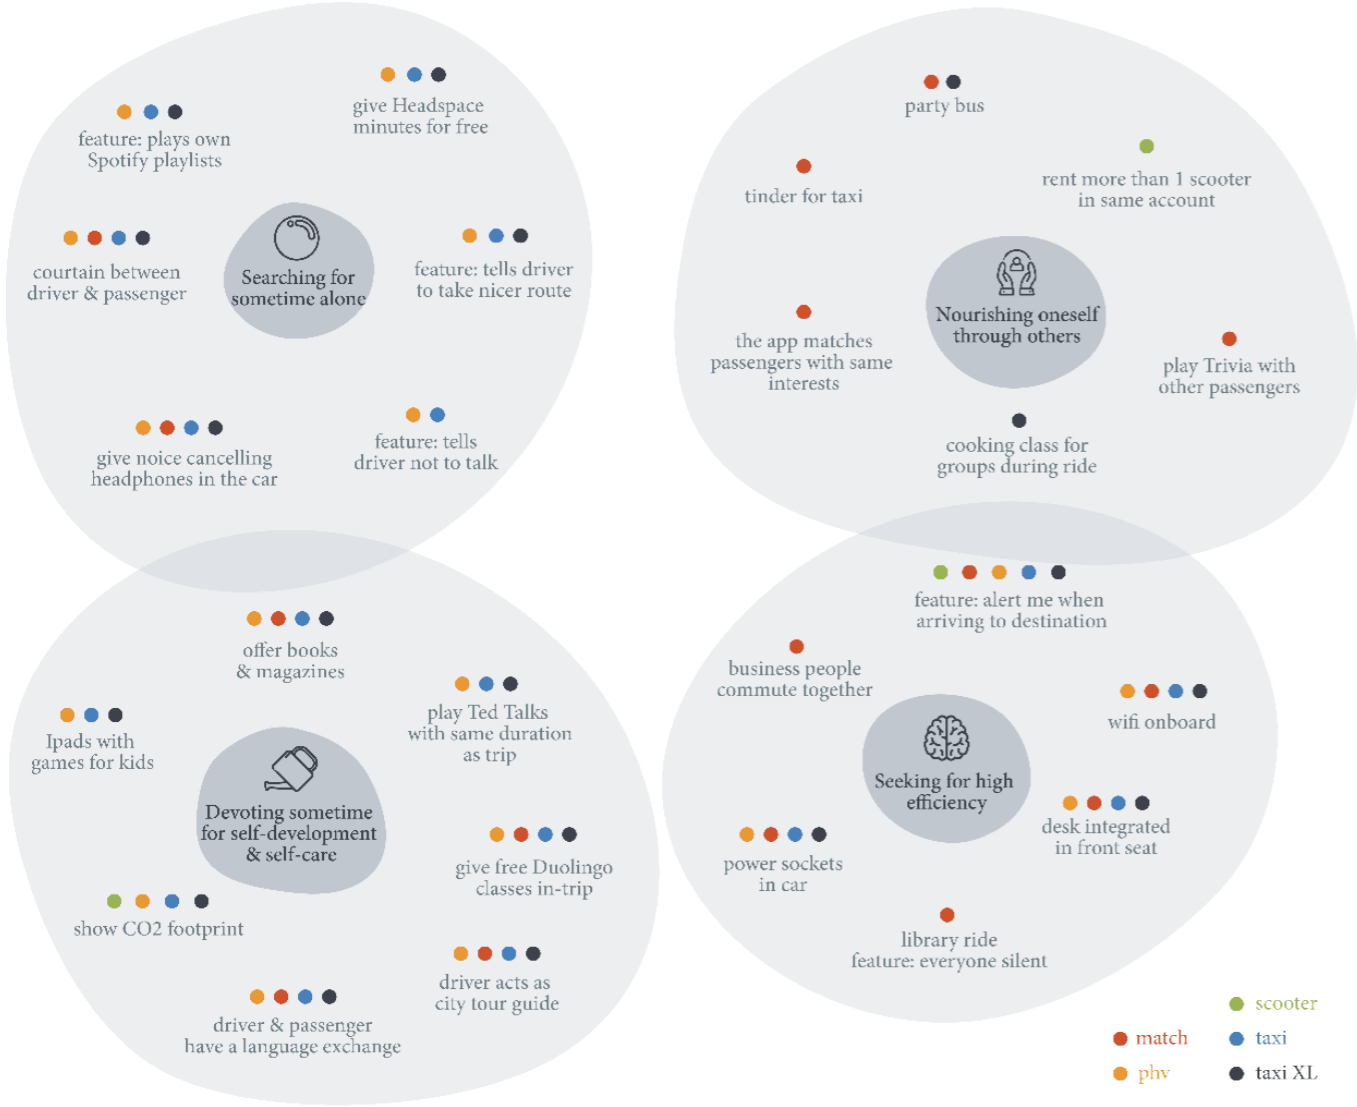 give Headspace
minutes for free
feature: plays own
Spotify playlists
Searching for
sometime alone
courtain between
driver & passenger
feature: tells driver
to take nicer route
give noice cancelling
headphones in the car
feature: tells
driver not to talk
party bus
tinder for taxi
rent more than 1 scooter
in same account
Nourishing oneself
through others
the app matches
passengers with same
interests
play Trivia with
other passengers
cooking class for
groups during ride
offer books
& magazines
Ipads with
games for kids
play Ted Talks
with same duration
as trip
Devoting sometime
for self-development
& self-care
give free Duolingo
classes in-trip
show CO2 footprint
driver acts as
city tour guide
driver & passenger
have a language exchange
feature: alert me when
arriving to destination
business people
commute together
wifi onboard
Seeking for high
efficiency
desk integrated
in front seat
power sockets
in car
library ride
feature: everyone silent
scooter
match
taxi
phv
taxi XL